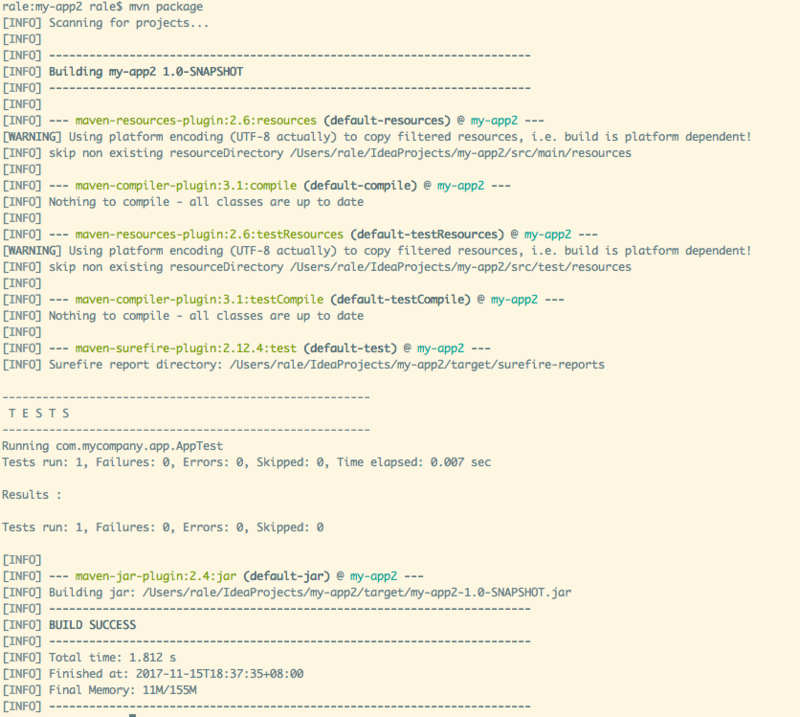 rale:my-app2 rale$ mvn package
[INFO] Scanning for projects...
[INFO]
[INFO] ------------------------------------------------------------------------
[INFO] Building my-app2 1.0-SNAPSHOT
[INFO] ------------------------------------------------------------------------
[INFO]
[INFO] --- maven-resources-plugin:2.6:resources (default-resources) @ my-app2 ---
[WARNING] Using platform encoding (UTF-8 actually) to copy filtered resources, i.e. build is platform dependent!
[INFO] skip non existing resourceDirectory /Users/rale/IdeaProjects/my-app2/src/main/resources
[INFO]
[INFO] --- maven-compiler-plugin:3.1:compile (default-compile) @ my-app2 ---
[INFO] Nothing to compile - all classes are up to date
[INFO]
[INFO] --- maven-resources-plugin:2.6:testResources (default-testResources) @ my-app2 ---
[WARNING] Using platform encoding (UTF-8 actually) to copy filtered resources, i.e. build is platform dependent!
[INFO] skip non existing resourceDirectory /Users/rale/IdeaProjects/my-app2/src/test/resources
[INFO]
[INFO] --- maven-compiler-plugin:3.1:testCompile (default-testCompile) @ my-app2 ---
[INFO] Nothing to compile - all classes are up to date
[INFO]
[INFO] --- maven-surefire-plugin:2.12.4:test (default-test) @ my-app2 ---
[INFO] Surefire report directory: /Users/rale/IdeaProjects/my-app2/target/surefire-reports
-------------------------------------------------------
T E S T S
-------------------------------------------------------
Running com.mycompany.app.AppTest
Tests run: 1, Failures: 0, Errors: 0, Skipped: 0, Time elapsed: 0.007 sec
Results :
Tests run: 1, Failures: 0, Errors: 0, Skipped: 0
[INFO]
[INFO] --- maven-jar-plugin:2.4:jar (default-jar) @ my-app2 ---
[INFO] Building jar: /Users/rale/IdeaProjects/my-app2/target/my-app2-1.0-SNAPSHOT.jar
[INFO] ------------------------------------------------------------------------
[INFO] BUILD SUCCESS
[INFO] ------------------------------------------------------------------------
[INFO] Total time: 1.812 s
[INFO] Finished at: 2017-11-15T18:37:35+08:00
[INFO] Final Memory: 11M/155M
[INFO] ------------------------------------------------------------------------